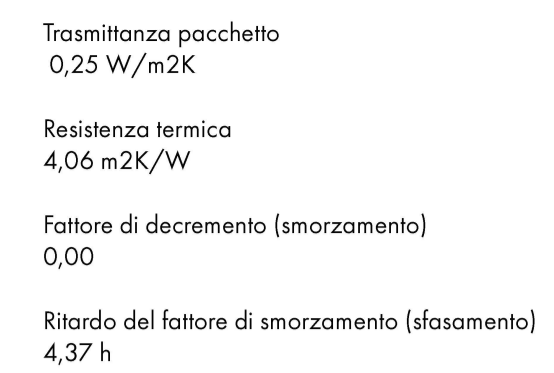 Trasmittanza pacchetto
0,25 W/m2K
Resistenza termica
4,06 m2K/W
Fattore di decremento (smorzamento)
0,00
Ritardo del fattore di smorzamento (sfasamento)
4,37 h